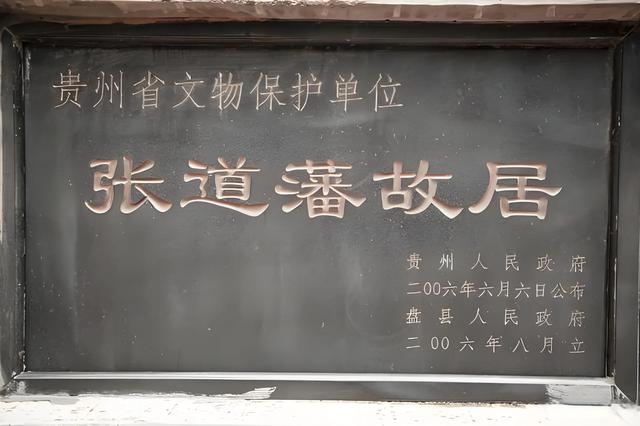 贵州省文物保护单位
张道藩故居
贵州人民政府
二00六年六月六日公布
盘县人民政府
二00六年八月立